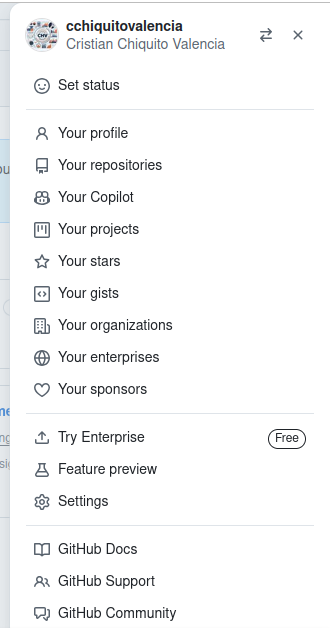 cchiquitovalencia
Cristian Chiquito Valencia
Set status
Your profile
Your repositories
Your Copilot
Your projects
Your stars
Your gists
Your organizations
Your enterprises
Your sponsors
Try Enterprise Free
Feature preview
Settings
GitHub Docs
GitHub Support
GitHub Community